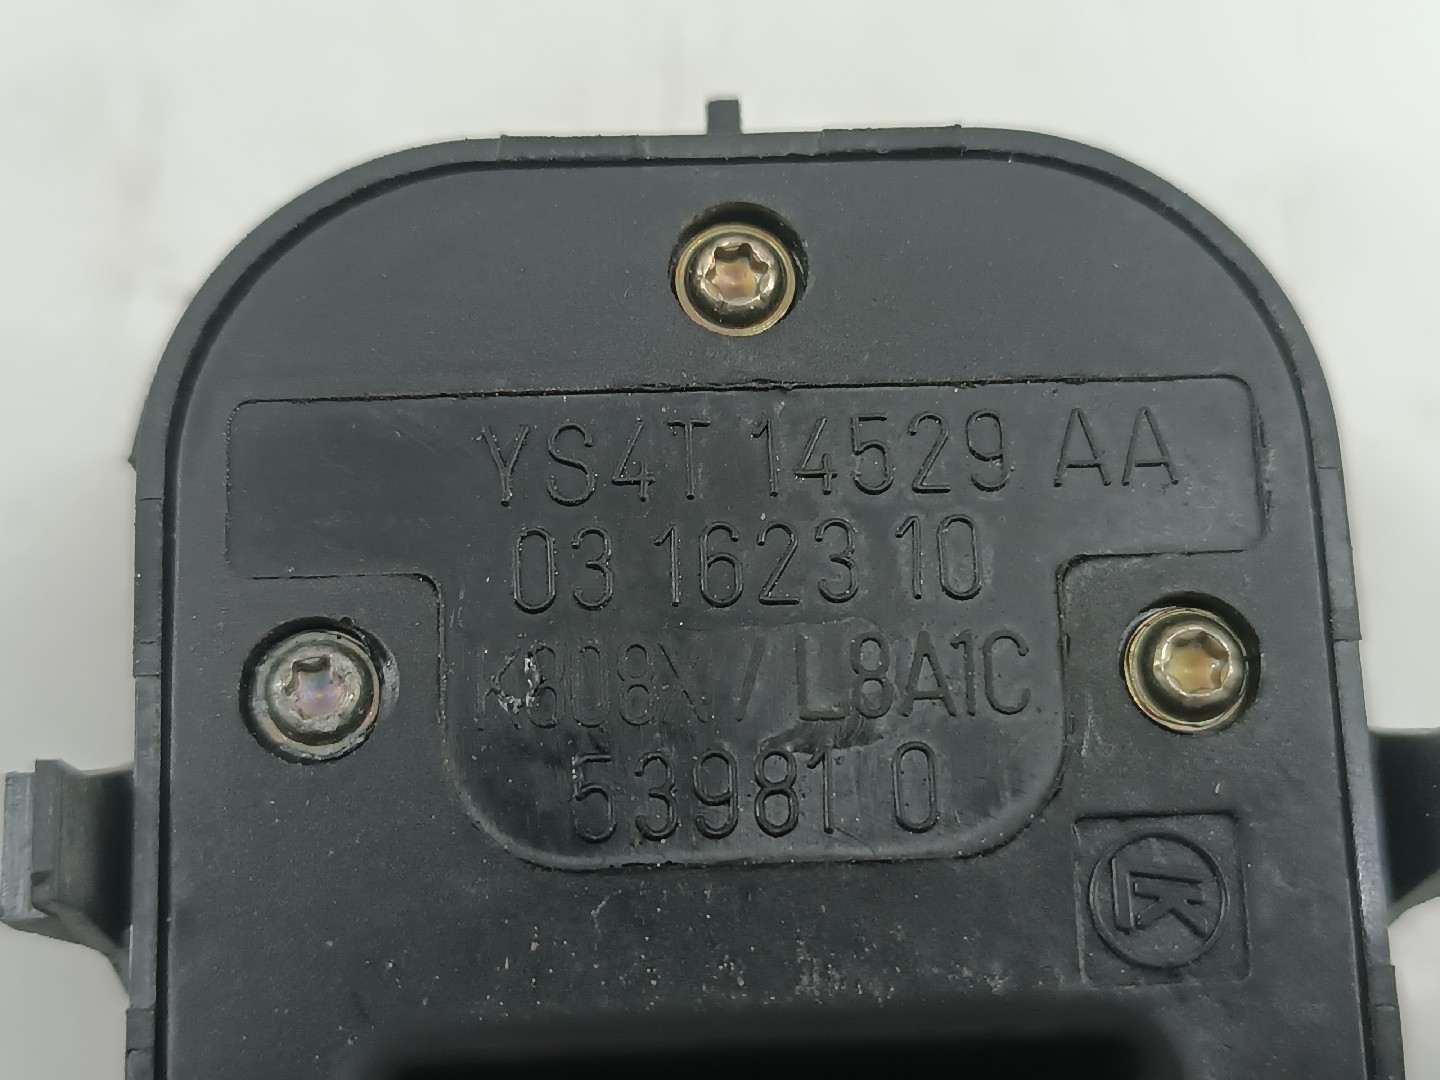 YS4T 14529 AA
03 1623 10
K808X / L8A1C
53981 0